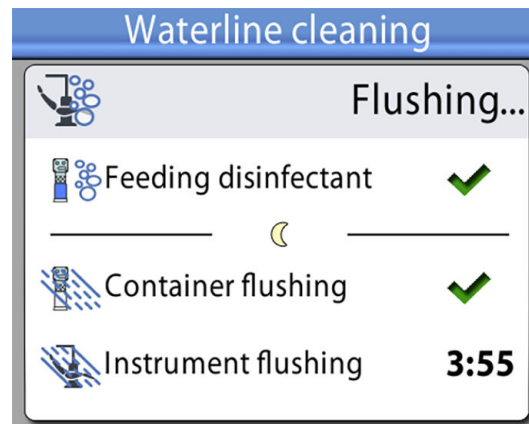 Waterline cleaning
Flushing...
Feeding disinfectant
Container flushing
Instrument flushing 3:55